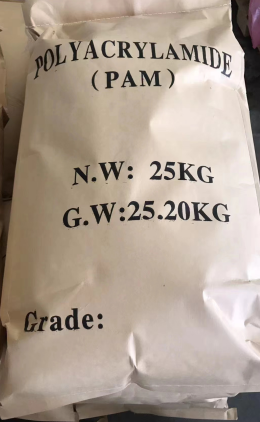 POLYACRYLAMIDE
(PAM)
N.W: 25KG
G.W:25.20KG
Grade: